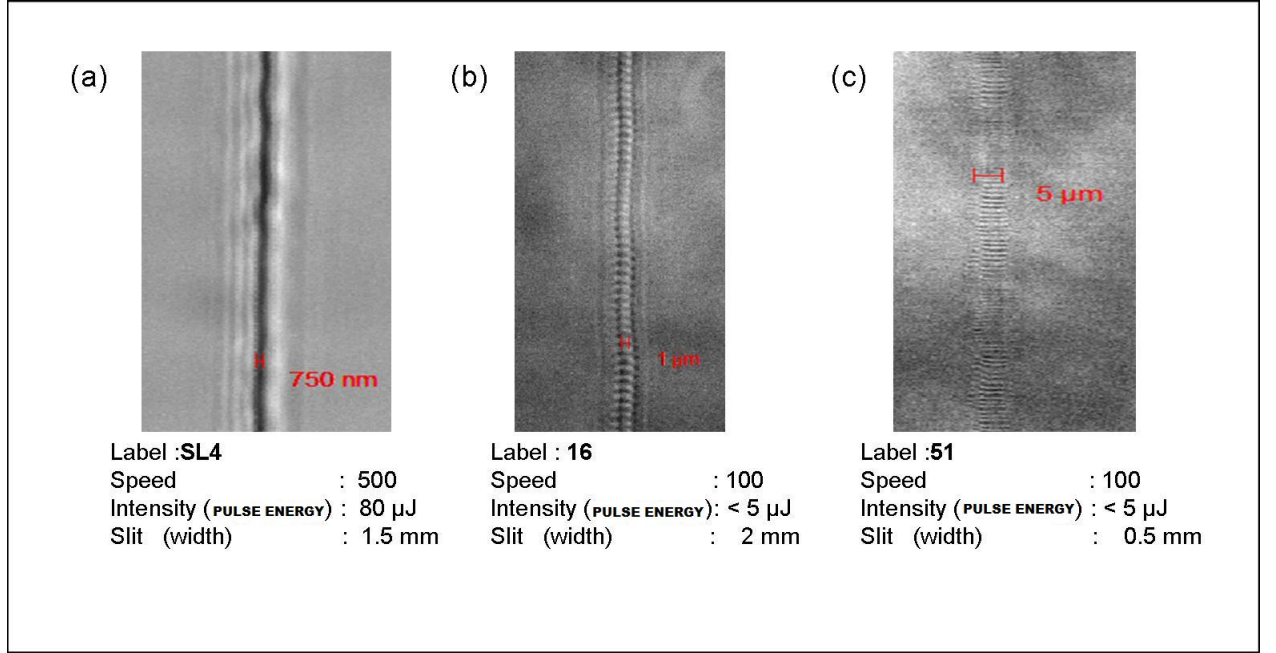 (a)
(b)
(c)
750 nm
1 µm
5 µm
Label :SL4
Speed : 500
Intensity (PULSE ENERGY) : 80 µJ
Slit (width) : 1.5 mm
Label : 16
Speed : 100
Intensity (PULSE ENERGY): < 5 µJ
Slit (width) : 2 mm
Label :51
Speed : 100
Intensity (PULSE ENERGY) : < 5 µJ
Slit (width) : 0.5 mm